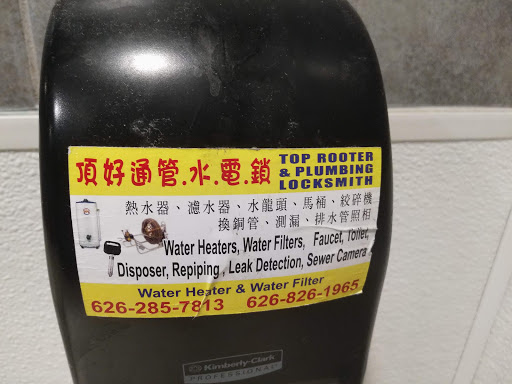 頂好通管.水.電.鎖
TOP ROOTER
& PLUMBING
LOCKSMITH
熱水器、濾水器、水龍頭、馬桶、絞碎機
換銅管、測漏、排水管照相
Water Heaters, Water Filters, Faucet, Toilet,
Disposer, Repiping, Leak Detection, Sewer Camera
Water Heater & Water Filter
626-285-7813 626-826-1965
Kimberly-Clark
PROFESSIONAL